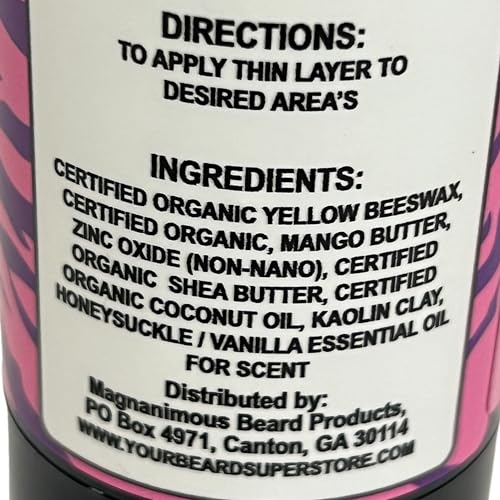 DIRECTIONS:
TO APPLY THIN LAYER TO
DESIRED AREA'S
INGREDIENTS:
CERTIFIED ORGANIC YELLOW BEESWAX,
CERTIFIED ORGANIC, MANGO BUTTER,
ZINC OXIDE (NON-NANO), CERTIFIED
ORGANIC SHEA BUTTER, CERTIFIED
ORGANIC COCONUT OIL, KAOLIN CLAY,
HONEYSUCKLE / VANILLA ESSENTIAL OIL
FOR SCENT
Distributed by:
Magnanimous Beard Products,
PO Box 4971, Canton, GA 30114
WWW.YOURBEARDSUPERSTORE.COM